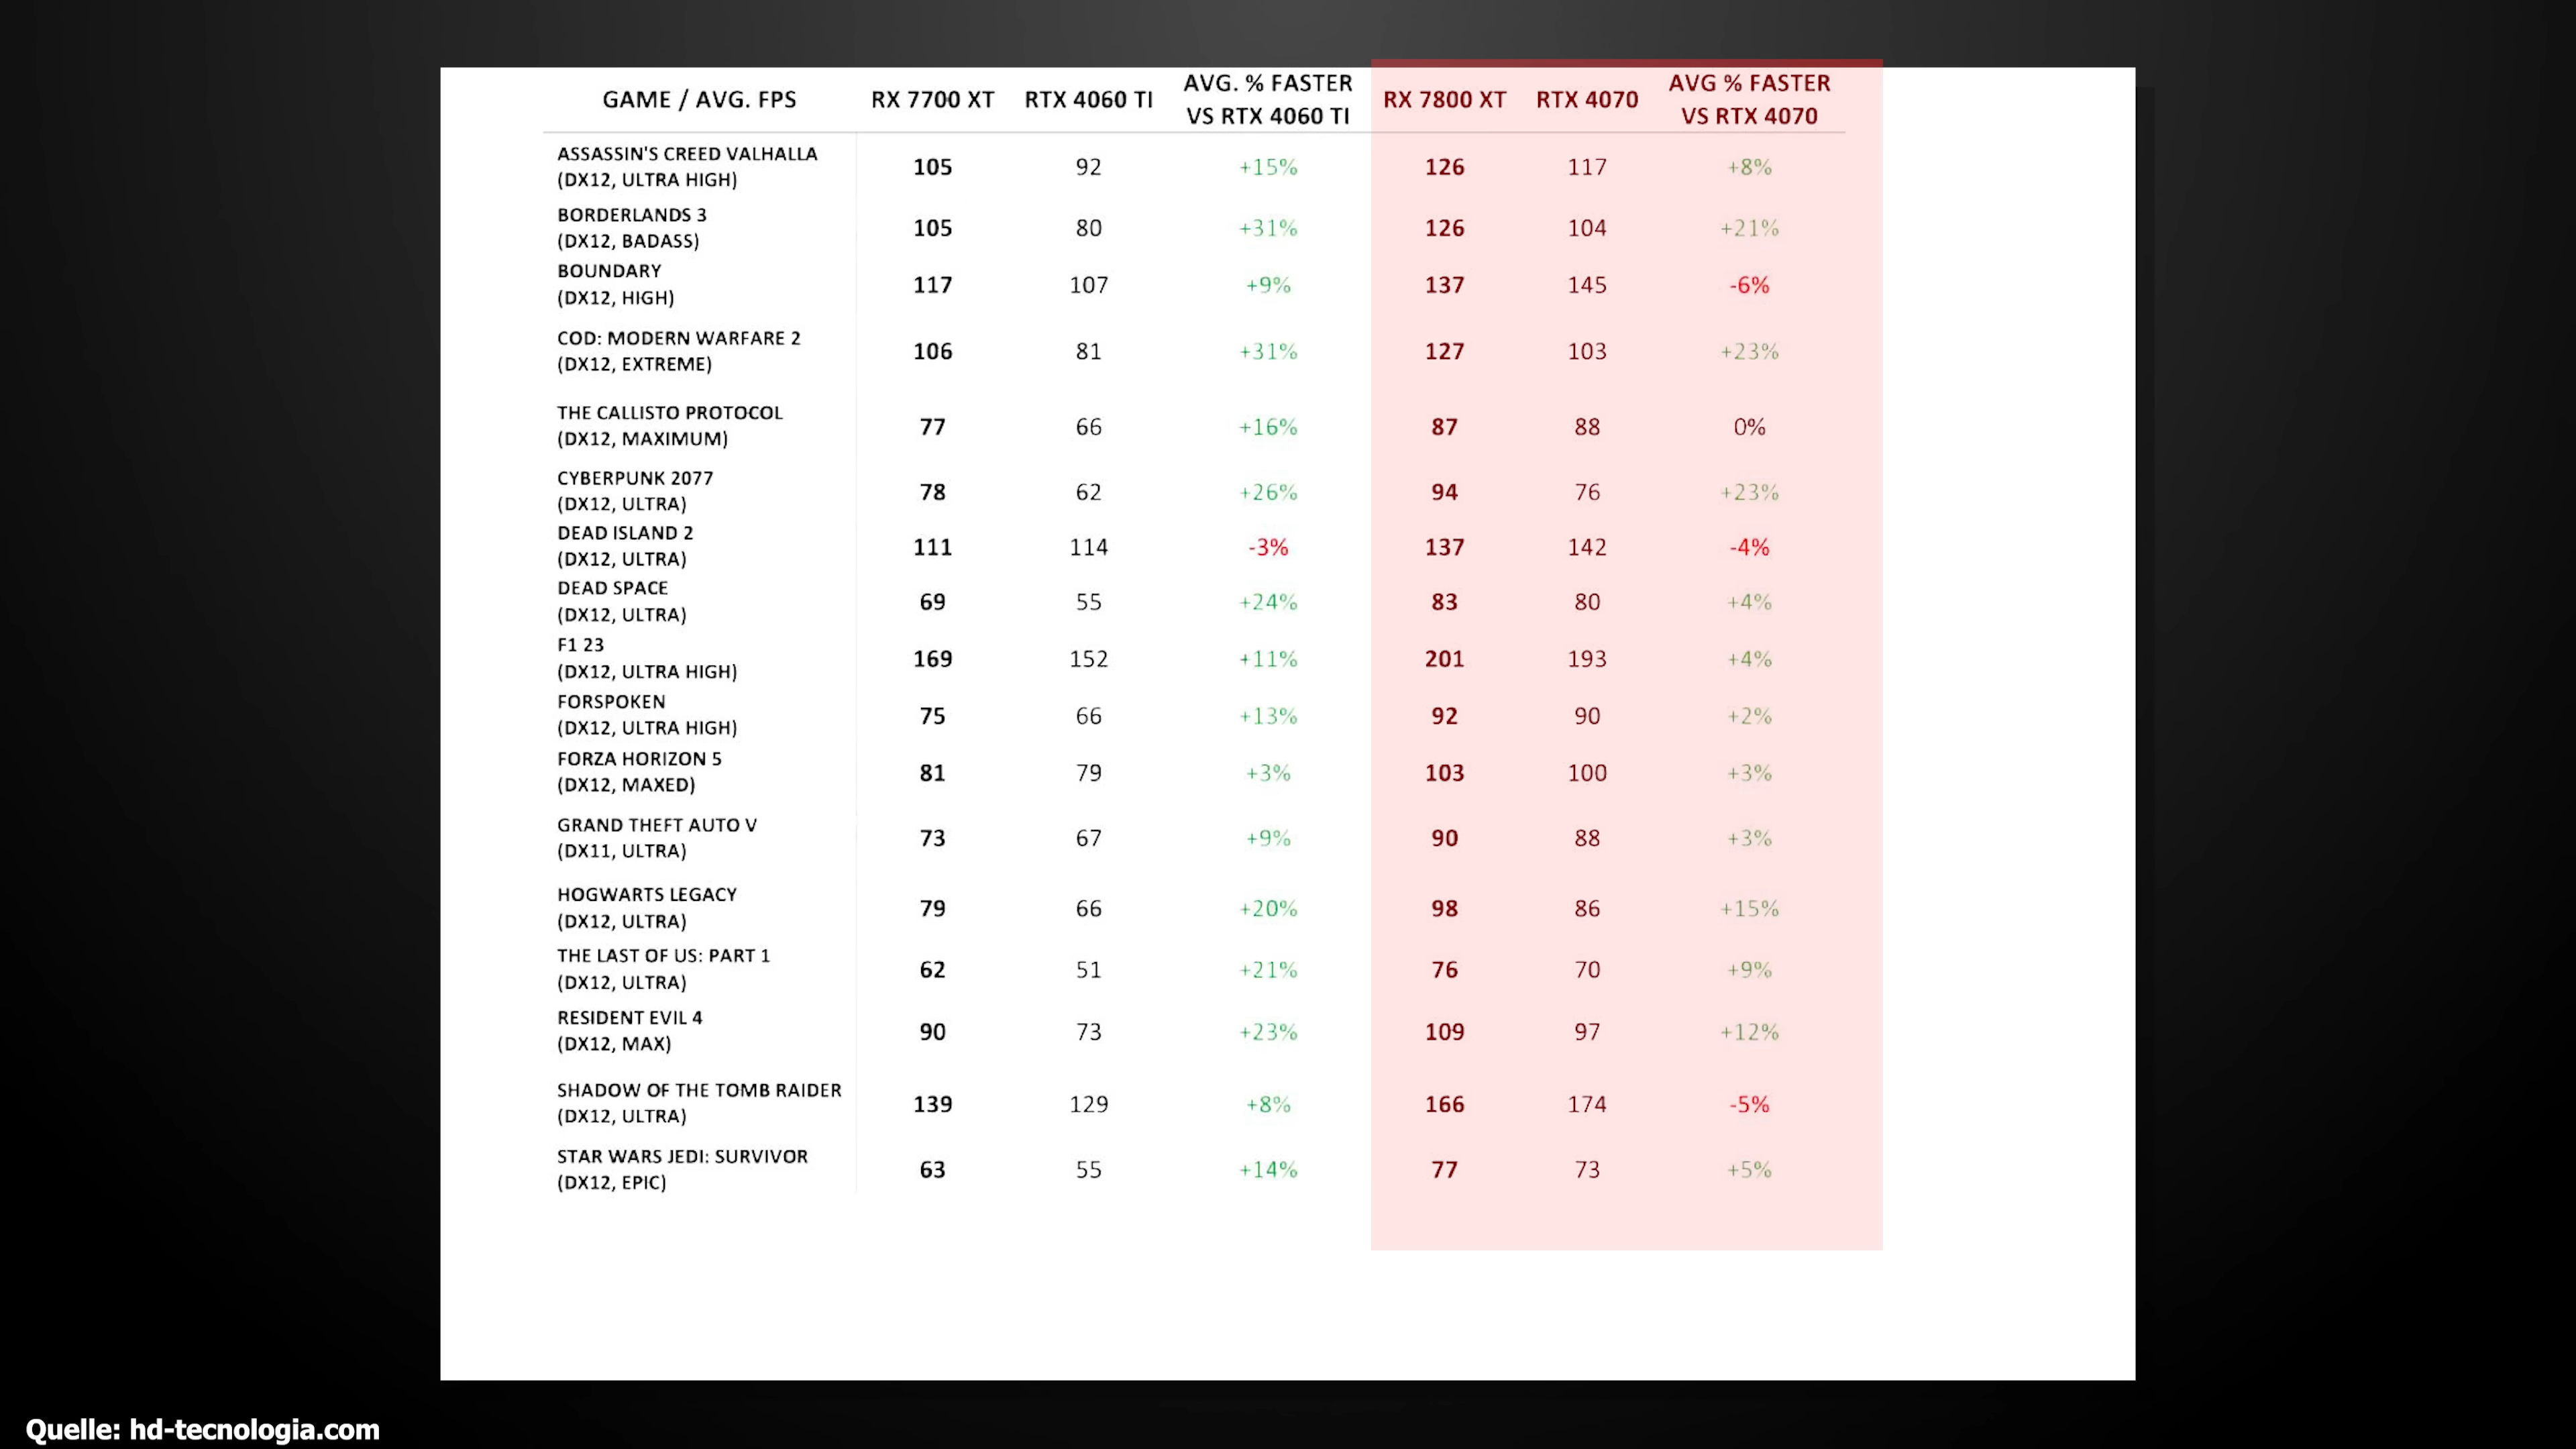 GAME / AVG. FPS RX 7700 XT RTX 4060 TI AVG. % FASTER VS RTX 4060 TI RX 7800 XT RTX 4070 AVG % FASTER VS RTX 4070
ASSASSIN'S CREED VALHALLA
(DX12, ULTRA HIGH) 105 92 +15% 126 117 +8%
BORDERLANDS 3
(DX12, BADASS) 105 80 +31% 126 104 +21%
BOUNDARY
(DX12, HIGH) 117 107 +9% 137 145 -6%
COD: MODERN WARFARE 2
(DX12, EXTREME) 106 81 +31% 127 103 +23%
THE CALLISTO PROTOCOL
(DX12, MAXIMUM) 77 66 +16% 87 88 0%
CYBERPUNK 2077
(DX12, ULTRA) 78 62 +26% 94 76 +23%
DEAD ISLAND 2
(DX12, ULTRA) 111 114 -3% 137 142 -4%
DEAD SPACE
(DX12, ULTRA) 69 55 +24% 83 80 +4%
F1 23
(DX12, ULTRA HIGH) 169 152 +11% 201 193 +4%
FORSPOKEN
(DX12, ULTRA HIGH) 75 66 +13% 92 90 +2%
FORZA HORIZON 5
(DX12, MAXED) 81 79 +3% 103 100 +3%
GRAND THEFT AUTO V
(DX11, ULTRA) 73 67 +9% 90 88 +3%
HOGWARTS LEGACY
(DX12, ULTRA) 79 66 +20% 98 86 +15%
THE LAST OF US: PART 1
(DX12, ULTRA) 62 51 +21% 76 70 +9%
RESIDENT EVIL 4
(DX12, MAX) 90 73 +23% 109 97 +12%
SHADOW OF THE TOMB RAIDER
(DX12, ULTRA) 139 129 +8% 166 174 -5%
STAR WARS JEDI: SURVIVOR
(DX12, EPIC) 63 55 +14% 77 73 +5%
Quelle: hd-tecnologia.com